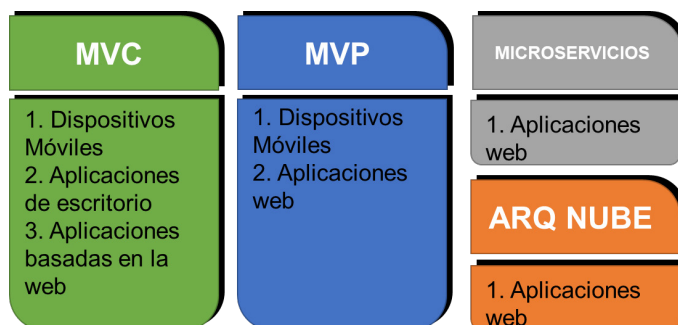 MVC
1. Dispositivos
Móviles
2. Aplicaciones
de escritorio
3. Aplicaciones
basadas en la
web
MVP
1. Dispositivos
Móviles
2. Aplicaciones
web
MICROSERVICIOS
1. Aplicaciones
web
ARQ NUBE
1. Aplicaciones
web